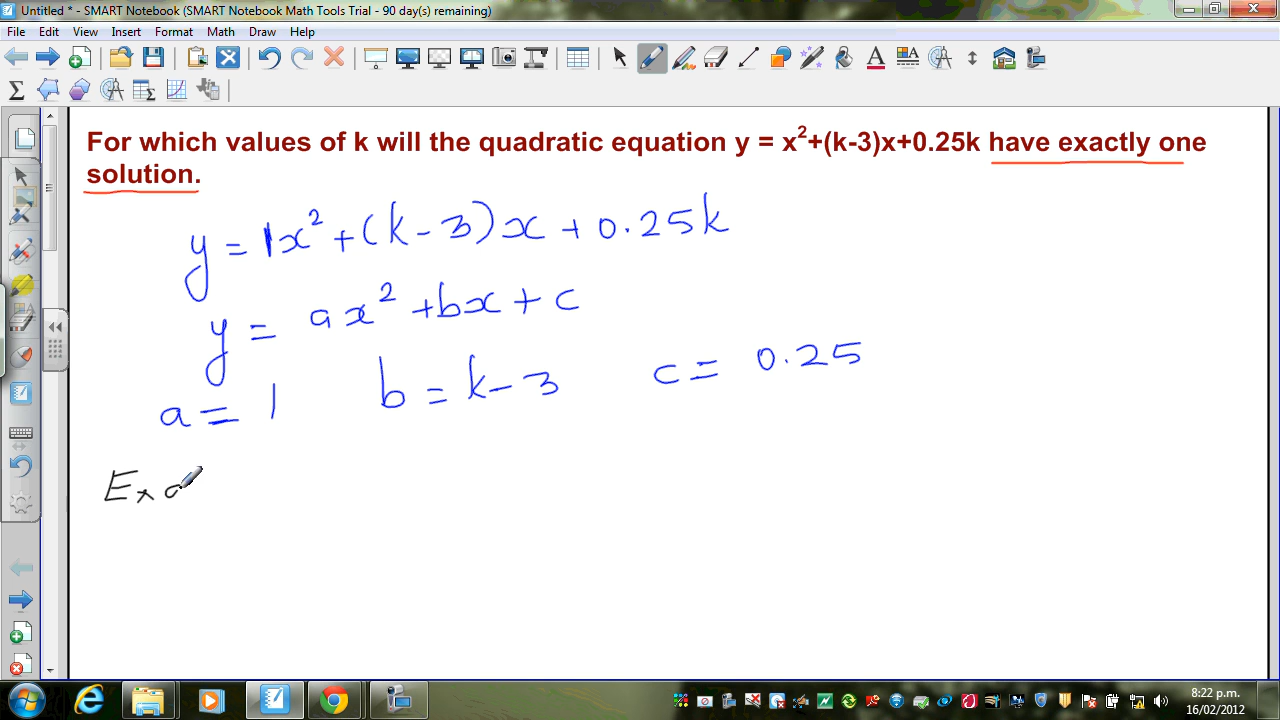 Untitled * - SMART Notebook (SMART Notebook Math Tools Trial - 90 day(s) remaining)
File Edit View Insert Format Math Draw Help
For which values of k will the quadratic equation y = x²+(k-3)x+0.25k have exactly one
solution.
y = 1x² + (k - 3)x + 0.25k
y = ax² + bx + c
a = 1 b = k - 3 c = 0.25
Exa
8:22 p.m.
16/02/2012